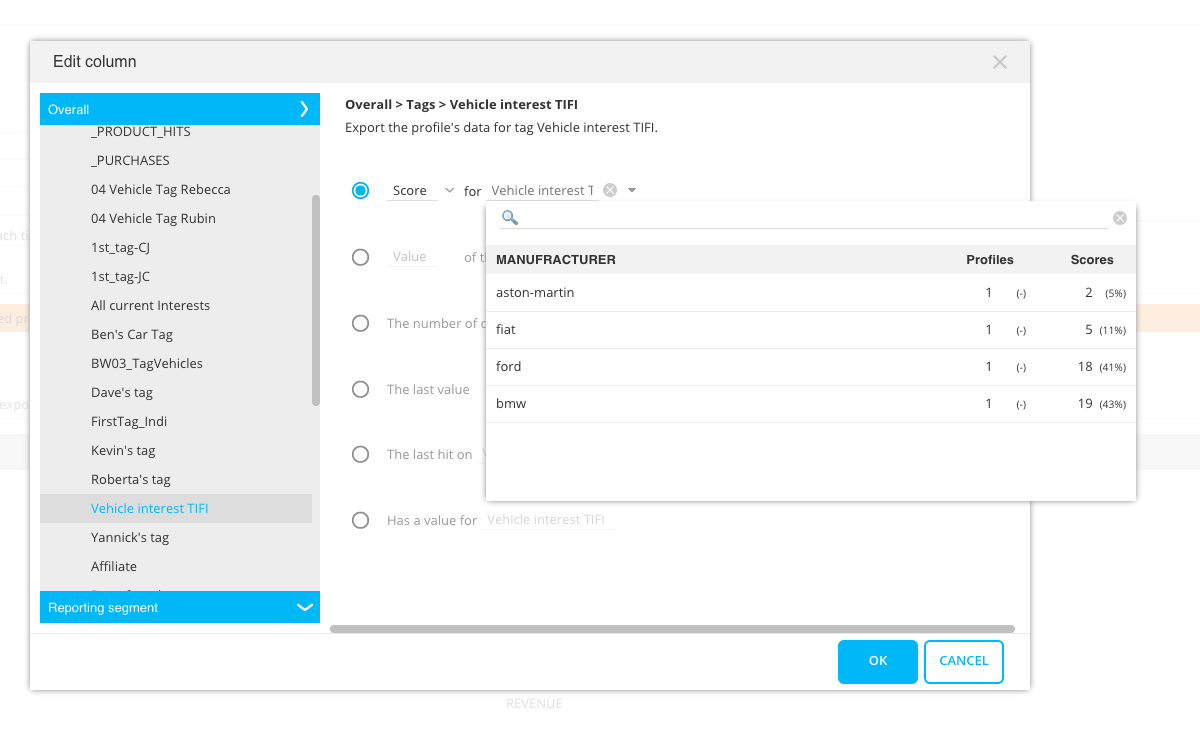 Edit column
Overall
_PRODUCT_HITS
_PURCHASES
04 Vehicle Tag Rebecca
04 Vehicle Tag Rubin
1st_tag-CJ
1st_tag-JC
All current Interests
Ben's Car Tag
BW03_TagVehicles
Dave's tag
FirstTag_Indi
Kevin's tag
Roberta's tag
Vehicle interest TIFI
Yannick's tag
Affiliate
Reporting segment
Overall > Tags > Vehicle interest TIFI
Export the profile's data for tag Vehicle interest TIFI.
Score for Vehicle interest T
Value of t
The number of
The last value
The last hit on
Has a value for Vehicle interest TIFI
MANUFRACTURER Profiles Scores
aston-martin 1 (-) 2 (5%)
fiat 1 (-) 5 (11%)
ford 1 (-) 18 (41%)
bmw 1 (-) 19 (43%)
OK CANCEL
REVENUE